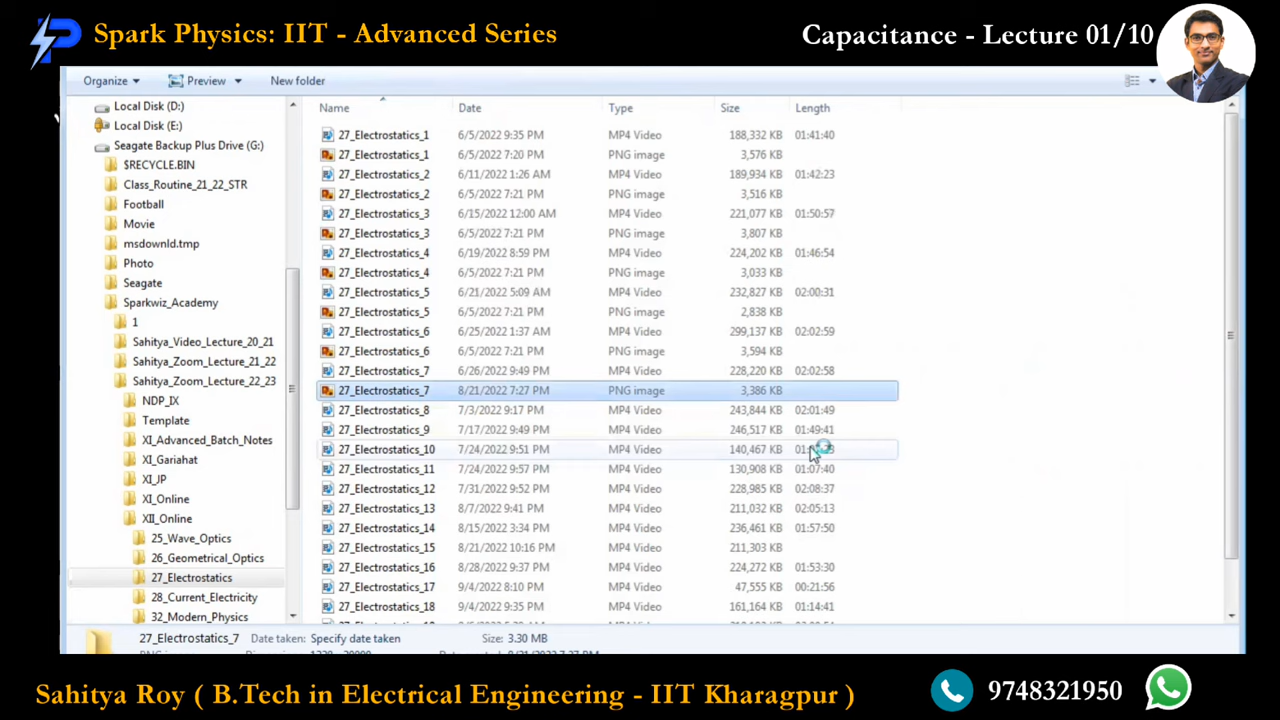 Spark Physics: IIT - Advanced Series
Capacitance - Lecture 01/10
Organize Preview New folder
Local Disk (D:)
Local Disk (E:)
Seagate Backup Plus Drive (G:)
$RECYCLE.BIN
Class_Routine_21_22_STR
Football
Movie
msdownld.tmp
Photo
Seagate
Sparkwiz_Academy
1
Sahitya_Video_Lecture_20_21
Sahitya_Zoom_Lecture_21_22
Sahitya_Zoom_Lecture_22_23
NDP_IX
Template
XI_Advanced_Batch_Notes
XI_Gariahat
XI_JP
XI_Online
XII_Online
25_Wave_Optics
26_Geometrical_Optics
27_Electrostatics
28_Current_Electricity
32_Modern_Physics
Name Date Type Size Length
27_Electrostatics_1 6/5/2022 9:35 PM MP4 Video 188,332 KB 01:41:40
27_Electrostatics_1 6/5/2022 7:20 PM PNG image 3,576 KB
27_Electrostatics_2 6/11/2022 1:26 AM MP4 Video 189,934 KB 01:42:23
27_Electrostatics_2 6/5/2022 7:21 PM PNG image 3,516 KB
27_Electrostatics_3 6/15/2022 12:00 AM MP4 Video 221,077 KB 01:50:57
27_Electrostatics_3 6/5/2022 7:21 PM PNG image 3,807 KB
27_Electrostatics_4 6/19/2022 8:59 PM MP4 Video 224,202 KB 01:46:54
27_Electrostatics_4 6/5/2022 7:21 PM PNG image 3,033 KB
27_Electrostatics_5 6/21/2022 5:09 AM MP4 Video 232,827 KB 02:00:31
27_Electrostatics_5 6/5/2022 7:21 PM PNG image 2,838 KB
27_Electrostatics_6 6/25/2022 1:37 AM MP4 Video 299,137 KB 02:02:59
27_Electrostatics_6 6/5/2022 7:21 PM PNG image 3,594 KB
27_Electrostatics_7 6/26/2022 9:49 PM MP4 Video 228,220 KB 02:02:58
27_Electrostatics_7 8/21/2022 7:27 PM PNG image 3,386 KB
27_Electrostatics_8 7/3/2022 9:17 PM MP4 Video 243,844 KB 02:01:49
27_Electrostatics_9 7/17/2022 9:49 PM MP4 Video 246,517 KB 01:49:41
27_Electrostatics_10 7/24/2022 9:51 PM MP4 Video 140,467 KB
27_Electrostatics_11 7/24/2022 9:57 PM MP4 Video 130,908 KB 01:07:40
27_Electrostatics_12 7/31/2022 9:52 PM MP4 Video 228,985 KB 02:08:37
27_Electrostatics_13 8/7/2022 9:41 PM MP4 Video 211,032 KB 02:05:13
27_Electrostatics_14 8/15/2022 3:34 PM MP4 Video 236,461 KB 01:57:50
27_Electrostatics_15 8/21/2022 10:16 PM MP4 Video 211,303 KB
27_Electrostatics_16 8/28/2022 9:37 PM MP4 Video 224,272 KB 01:53:30
27_Electrostatics_17 9/4/2022 8:10 PM MP4 Video 47,555 KB 00:21:56
27_Electrostatics_18 9/4/2022 9:35 PM MP4 Video 161,164 KB 01:14:41
27_Electrostatics_7 Date taken: Specify date taken Size: 3.30 MB
Sahitya Roy ( B.Tech in Electrical Engineering - IIT Kharagpur )
9748321950